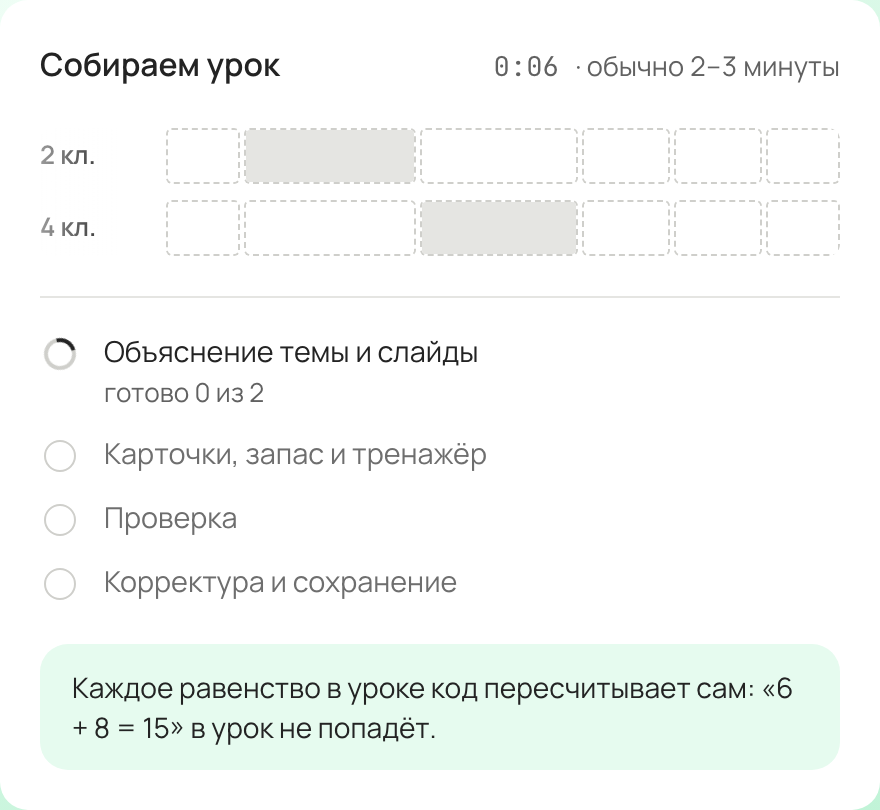 Собираем урок
0:06 · обычно 2–3 минуты
2 кл.
4 кл.
Объяснение темы и слайды
готово 0 из 2
Карточки, запас и тренажёр
Проверка
Корректура и сохранение
Каждое равенство в уроке код пересчитывает сам: «6
+ 8 = 15» в урок не попадёт.